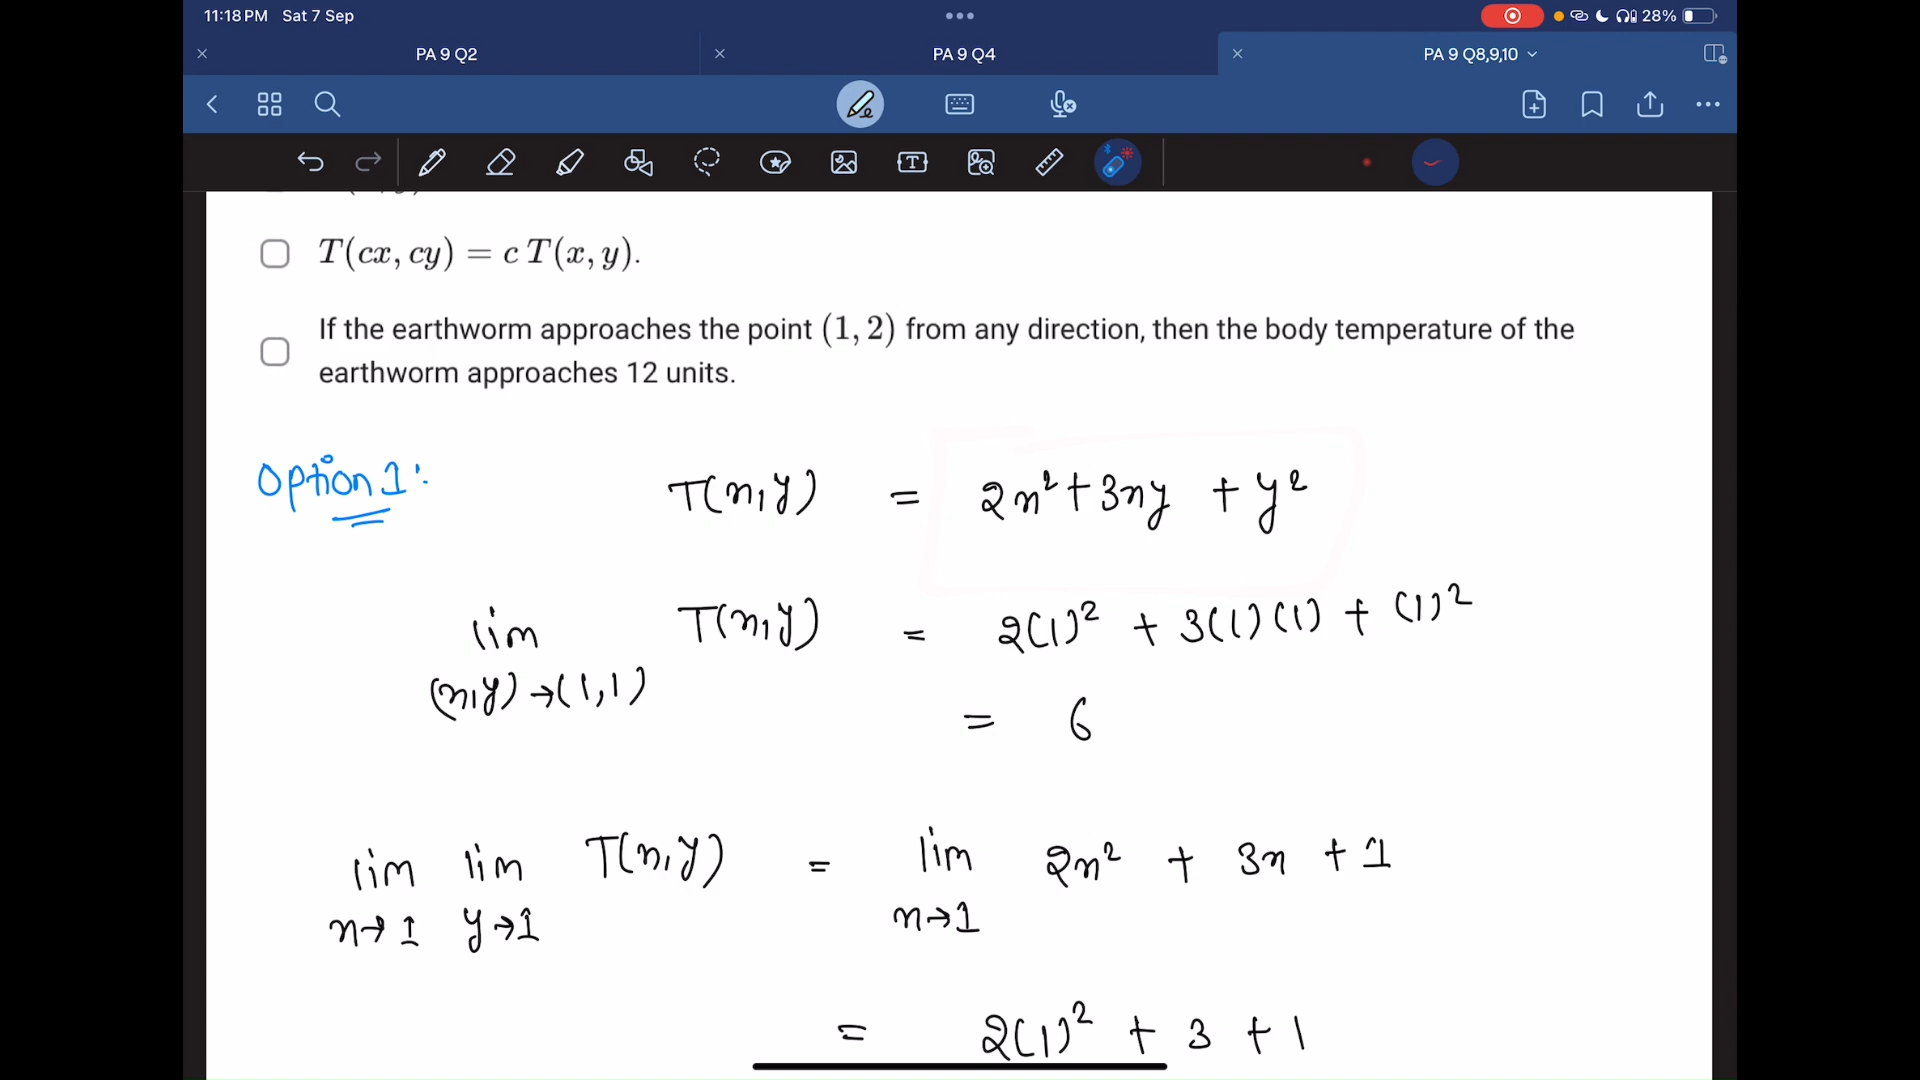 11:18 PM Sat 7 Sep 28%
PA 9 Q2 PA 9 Q4 PA 9 Q8,9,10
T(cx, cy) = c T(x, y).
If the earthworm approaches the point (1, 2) from any direction, then the body temperature of the
earthworm approaches 12 units.
Option 1:
T(x,y) = 2x² + 3xy + y²
lim T(x,y) = 2(1)² + 3(1)(1) + (1)²
(x,y)→(1,1)
= 6
lim lim T(x,y) = lim 2x² + 3x + 1
x→1 y→1 x→1
= 2(1)² + 3 + 1